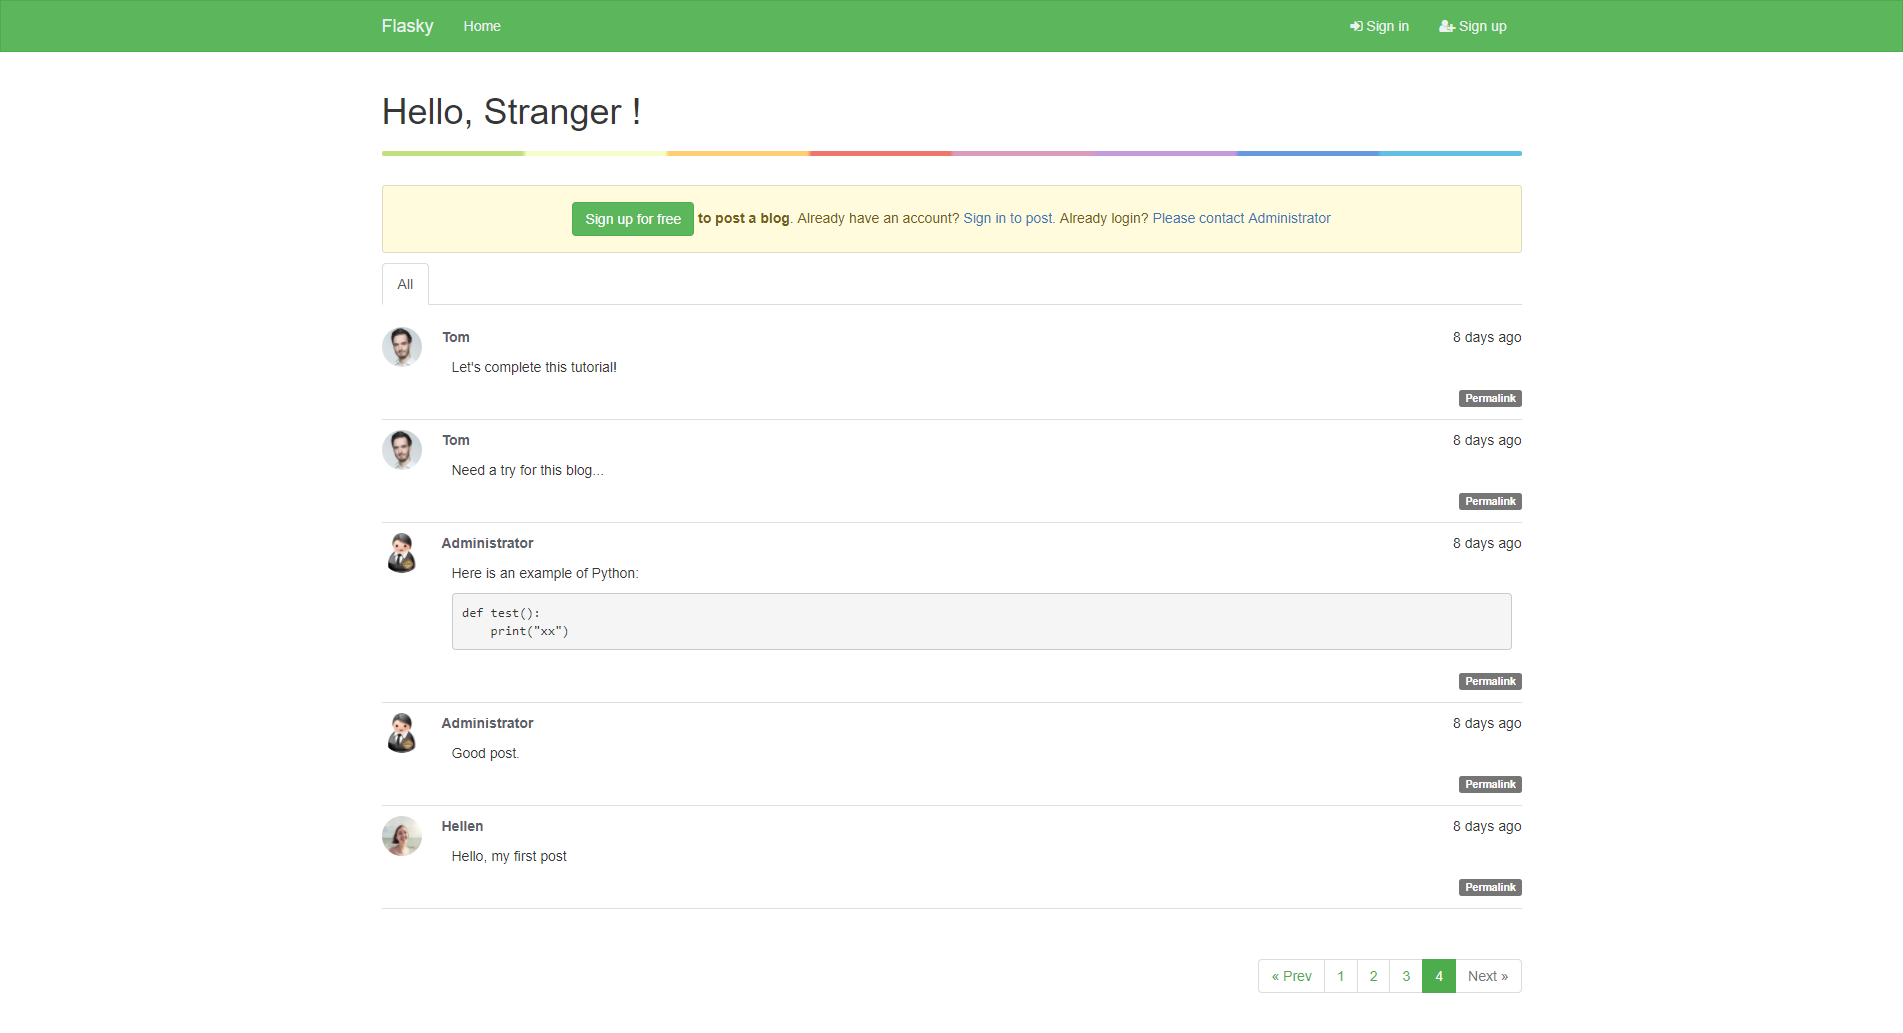 Flasky Home Sign in Sign up
Hello, Stranger !
Sign up for free to post a blog. Already have an account? Sign in to post. Already login? Please contact Administrator
All
Tom 8 days ago
Let's complete this tutorial!
Permalink
Tom 8 days ago
Need a try for this blog...
Permalink
Administrator 8 days ago
Here is an example of Python:
def test():
    print("xx")
Permalink
Administrator 8 days ago
Good post.
Permalink
Hellen 8 days ago
Hello, my first post
Permalink
« Prev 1 2 3 4 Next »